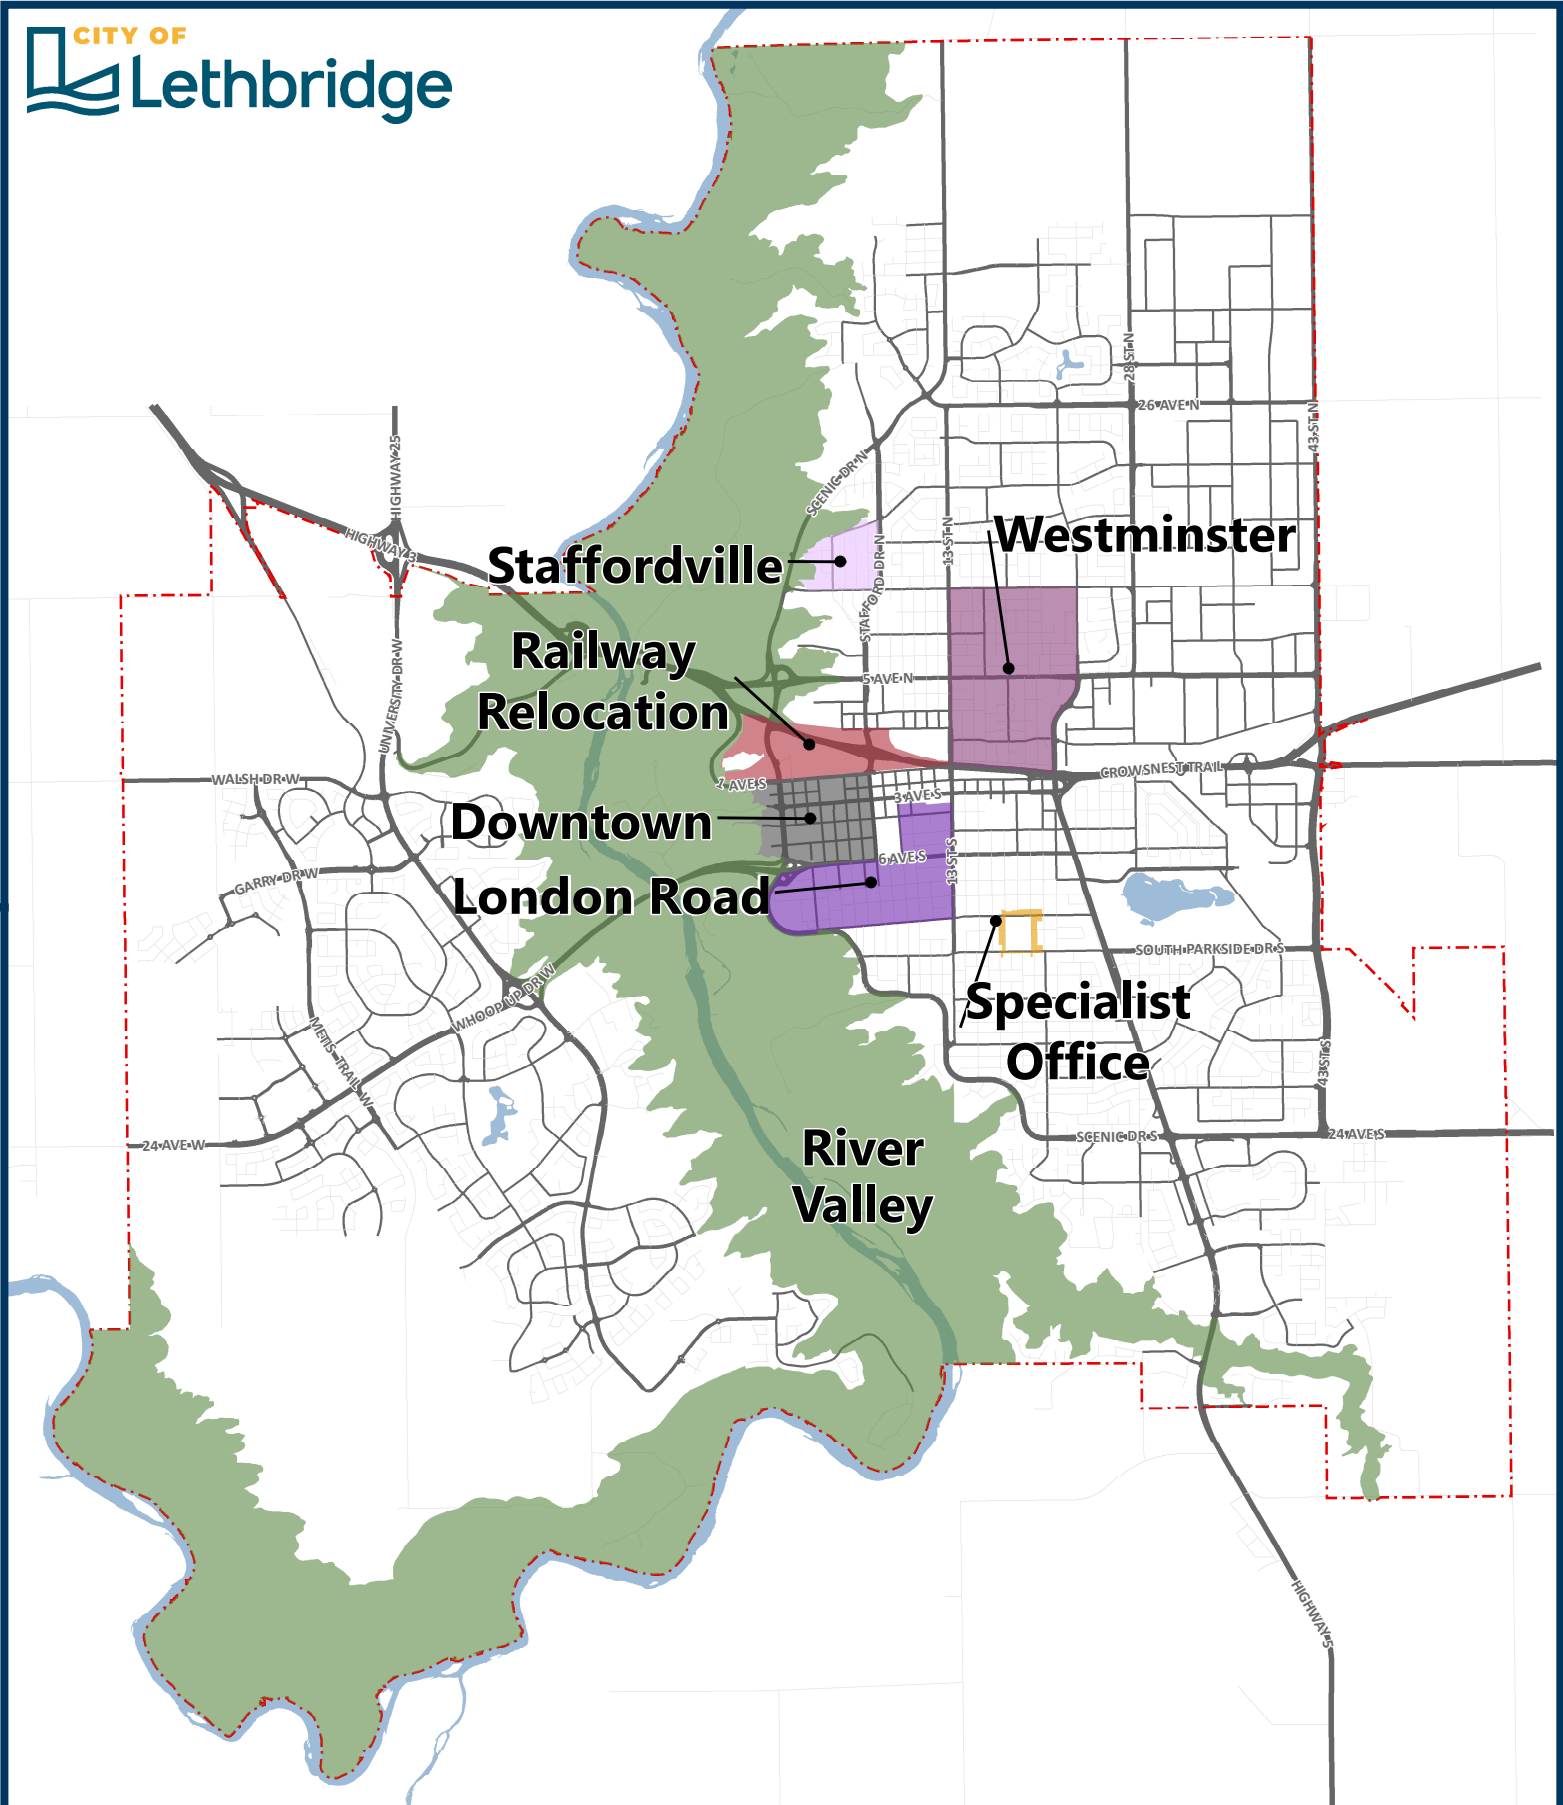 CITY OF
Lethbridge
28 ST N
26 AVE N
43 ST N
HIGHWAY 25
SCENIC DR N
HIGHWAY 3
13 ST N
Westminster
Staffordville
STAFFORD DR N
Railway
Relocation
UNIVERSITY DR W
5 AVE N
WALSH DR W
1 AVE S
CROWSNEST TRAIL
3 AVE S
Downtown
6 AVE S
13 ST S
GARRY DR W
London Road
SOUTH PARKSIDE DR S
WHOOP UP DR W
Specialist
Office
METIS TRAIL W
43 ST S
24 AVE W
SCENIC DR S
24 AVE S
River
Valley
HIGHWAY 5